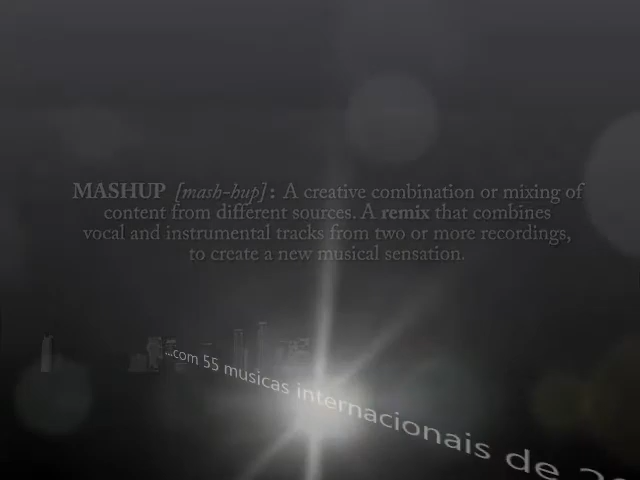 MASHUP [mash-hup]: A creative combination or mixing of
content from different sources. A remix that combines
vocal and instrumental tracks from two or more recordings,
to create a new musical sensation.
...com 55 musicas internacionais de